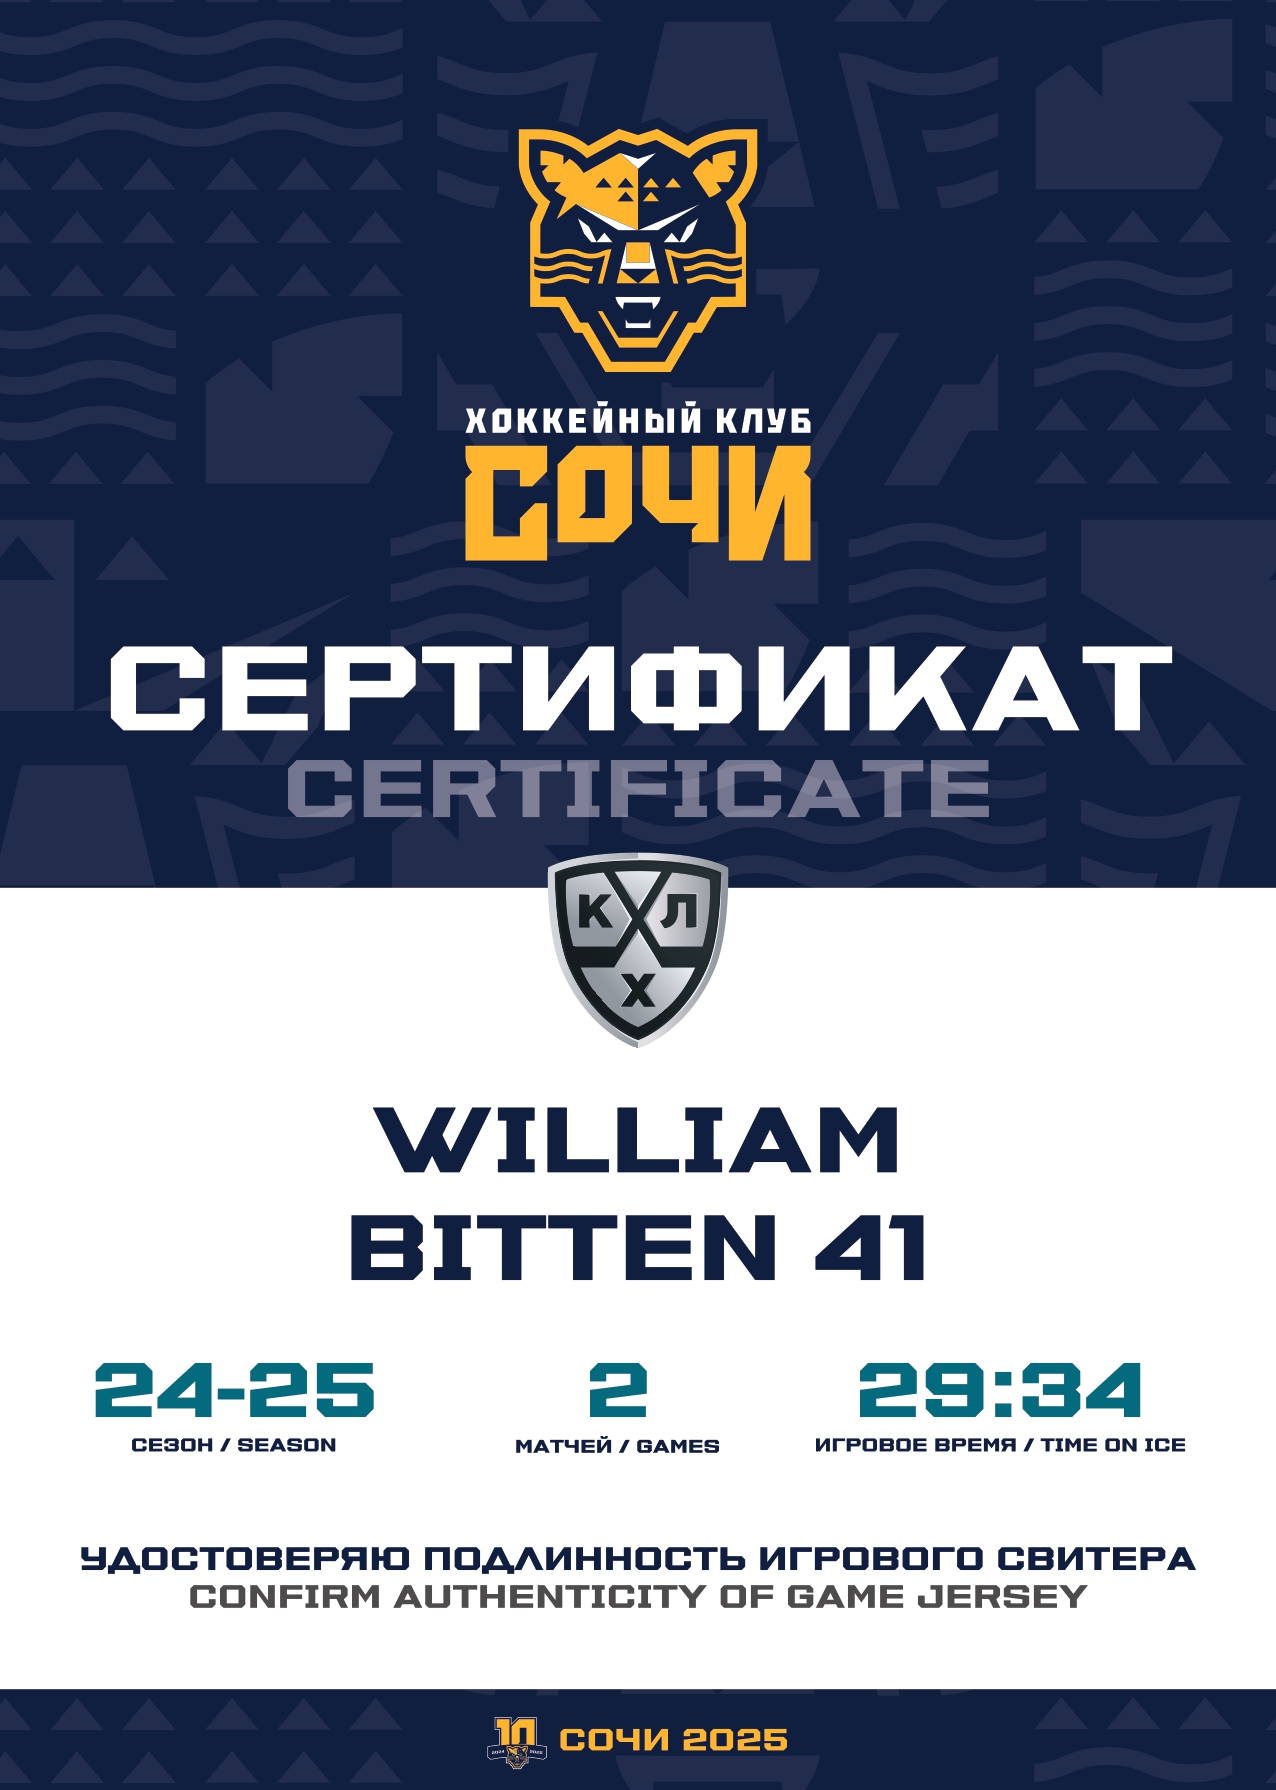 ХОККЕЙНЫЙ КЛУБ
СОЧИ
СЕРТИФИКАТ
CERTIFICATE
К Л
Х
WILLIAM
BITTEN 41
24-25
СЕЗОН / SEASON
2
МАТЧЕЙ / GAMES
29:34
ИГРОВОЕ ВРЕМЯ / TIME ON ICE
УДОСТОВЕРЯЮ ПОДЛИННОСТЬ ИГРОВОГО СВИТЕРА
CONFIRM AUTHENTICITY OF GAME JERSEY
10
СОЧИ 2025